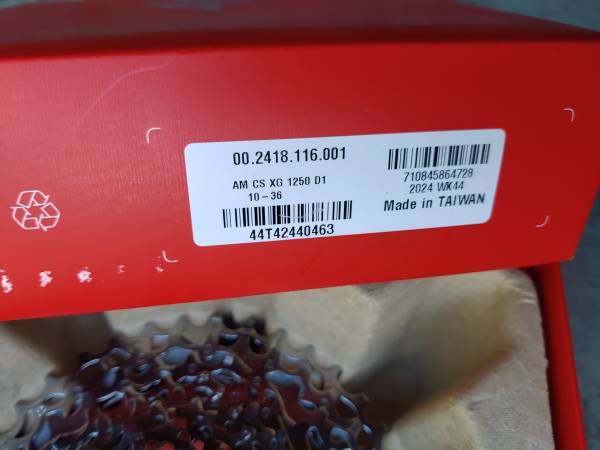 00.2418.116.001
AM CS XG 1250 D1
10-36
44T42440463
710845864728
2024 WK44
Made in TAIWAN